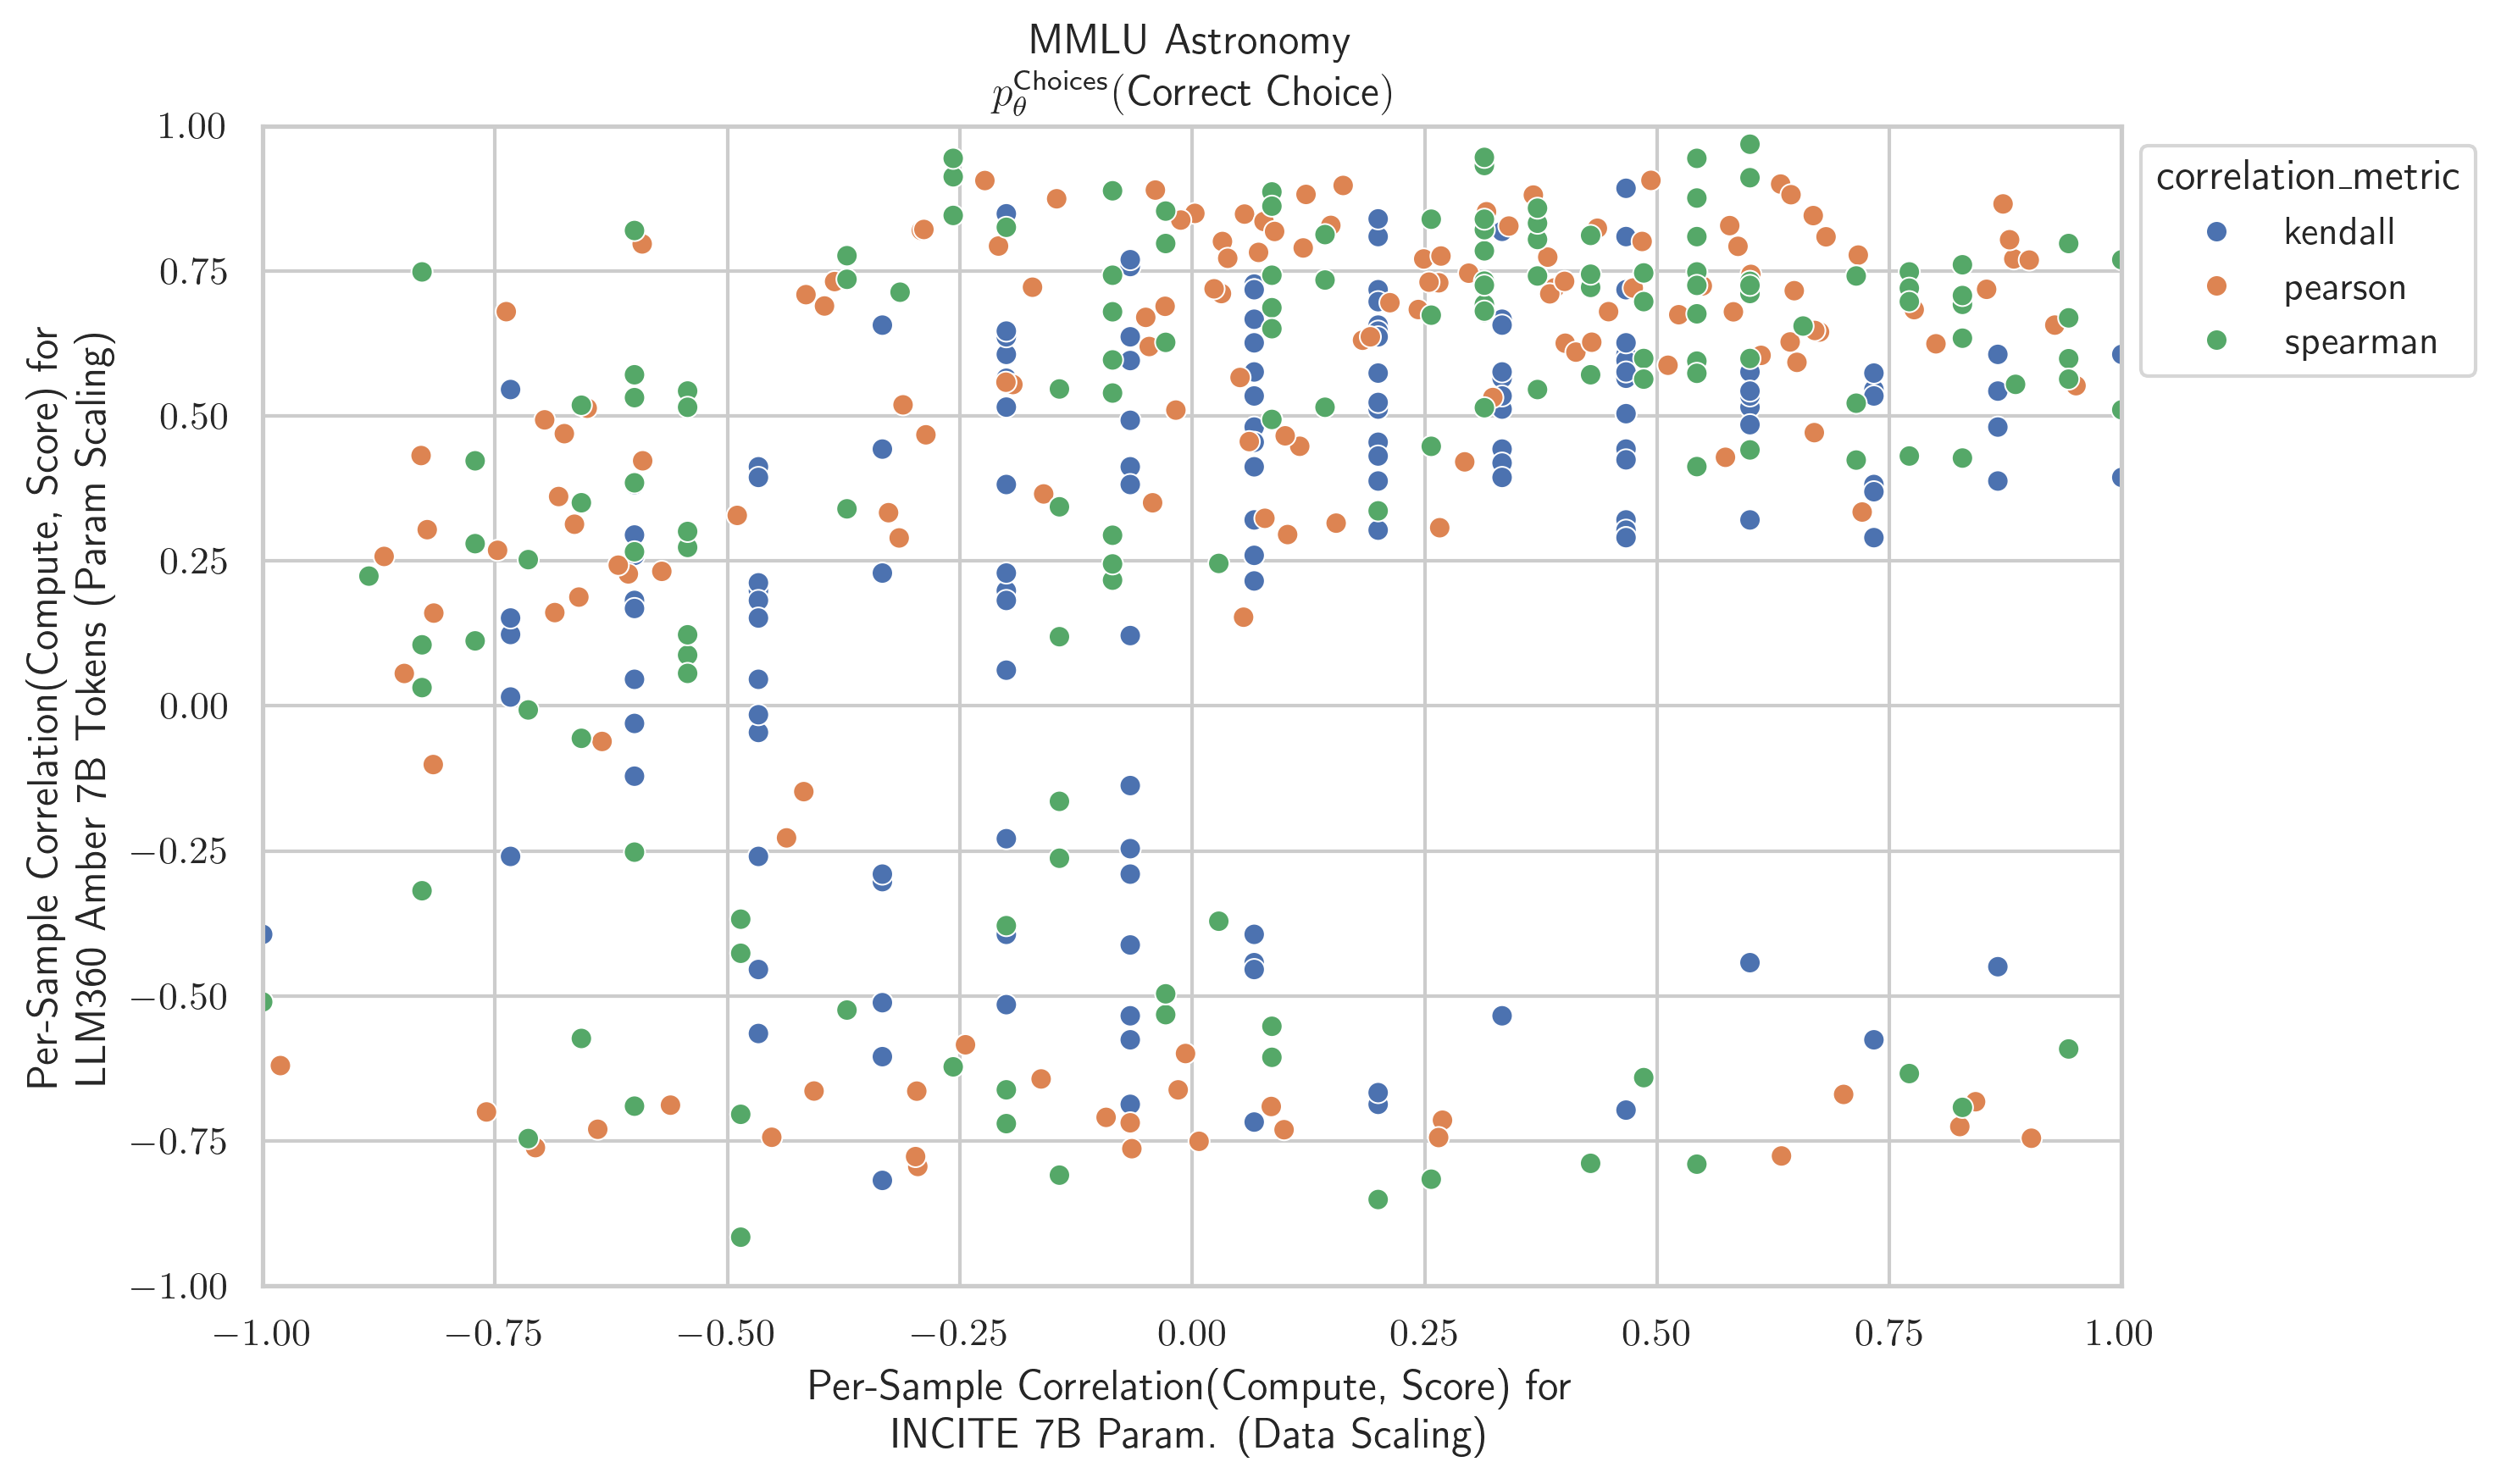 MMLU Astronomy
p_θ^Choices(Correct Choice)
Per-Sample Correlation(Compute, Score) for
LLM360 Amber 7B Tokens (Param Scaling)
1.00
0.75
0.50
0.25
0.00
−0.25
−0.50
−0.75
−1.00
correlation_metric
kendall
pearson
spearman
−1.00 −0.75 −0.50 −0.25 0.00 0.25 0.50 0.75 1.00
Per-Sample Correlation(Compute, Score) for
INCITE 7B Param. (Data Scaling)